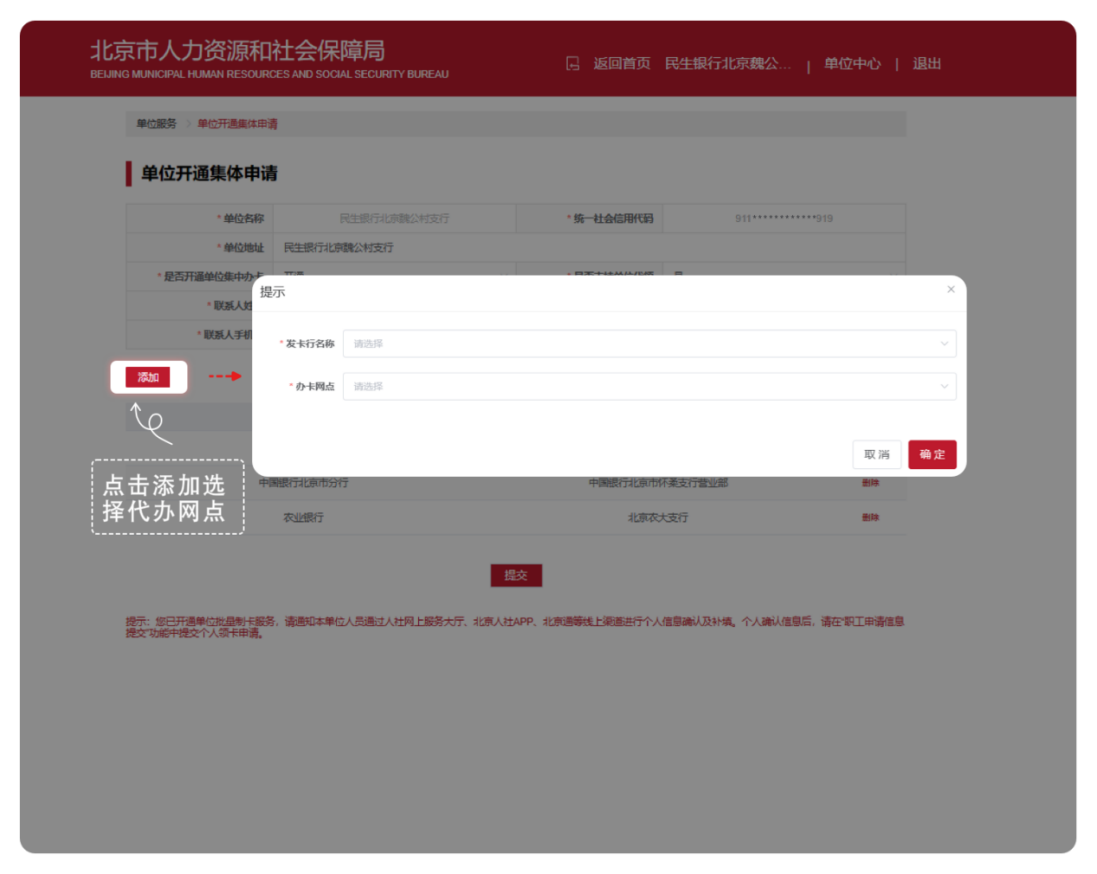 北京市人力资源和社会保障局
BEIJING MUNICIPAL HUMAN RESOURCES AND SOCIAL SECURITY BUREAU
返回首页 民生银行北京魏公... | 单位中心 | 退出
单位服务 > 单位开通集体申请
单位开通集体申请
*单位名称 民生银行北京魏公村支行 *统一社会信用代码 911************919
*单位地址 民生银行北京魏公村支行
*是否开通单位集中办卡
*联系人姓
*联系人手机
提示 ×
*发卡行名称 请选择
*办卡网点 请选择
取消 确定
添加
点击添加选
择代办网点
中国银行北京市分行 中国银行北京市怀柔支行营业部 删除
农业银行 北京农大支行 删除
提交
提示：您已开通单位批量制卡服务，请通知本单位人员通过人社网上服务大厅、北京人社APP、北京通等线上渠道进行个人信息确认及补填。个人确认信息后，请在“职工申请信息
提交”功能中提交个人领卡申请。